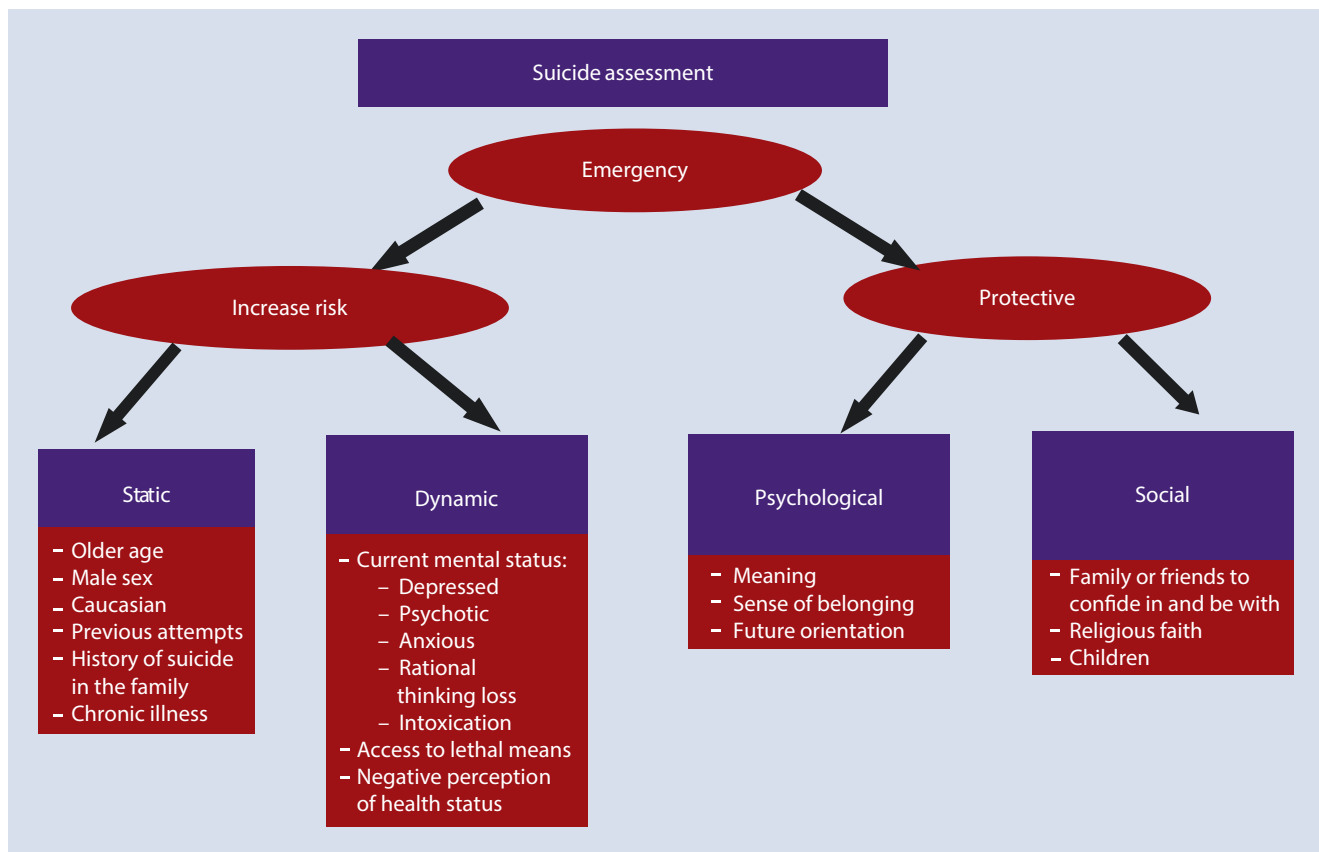 Suicide assessment
Emergency
Increase risk
Protective
Static
– Older age
– Male sex
– Caucasian
– Previous attempts
– History of suicide
in the family
– Chronic illness
Dynamic
– Current mental status:
– Depressed
– Psychotic
– Anxious
– Rational
thinking loss
– Intoxication
– Access to lethal means
– Negative perception
of health status
Psychological
– Meaning
– Sense of belonging
– Future orientation
Social
– Family or friends to
confide in and be with
– Religious faith
– Children